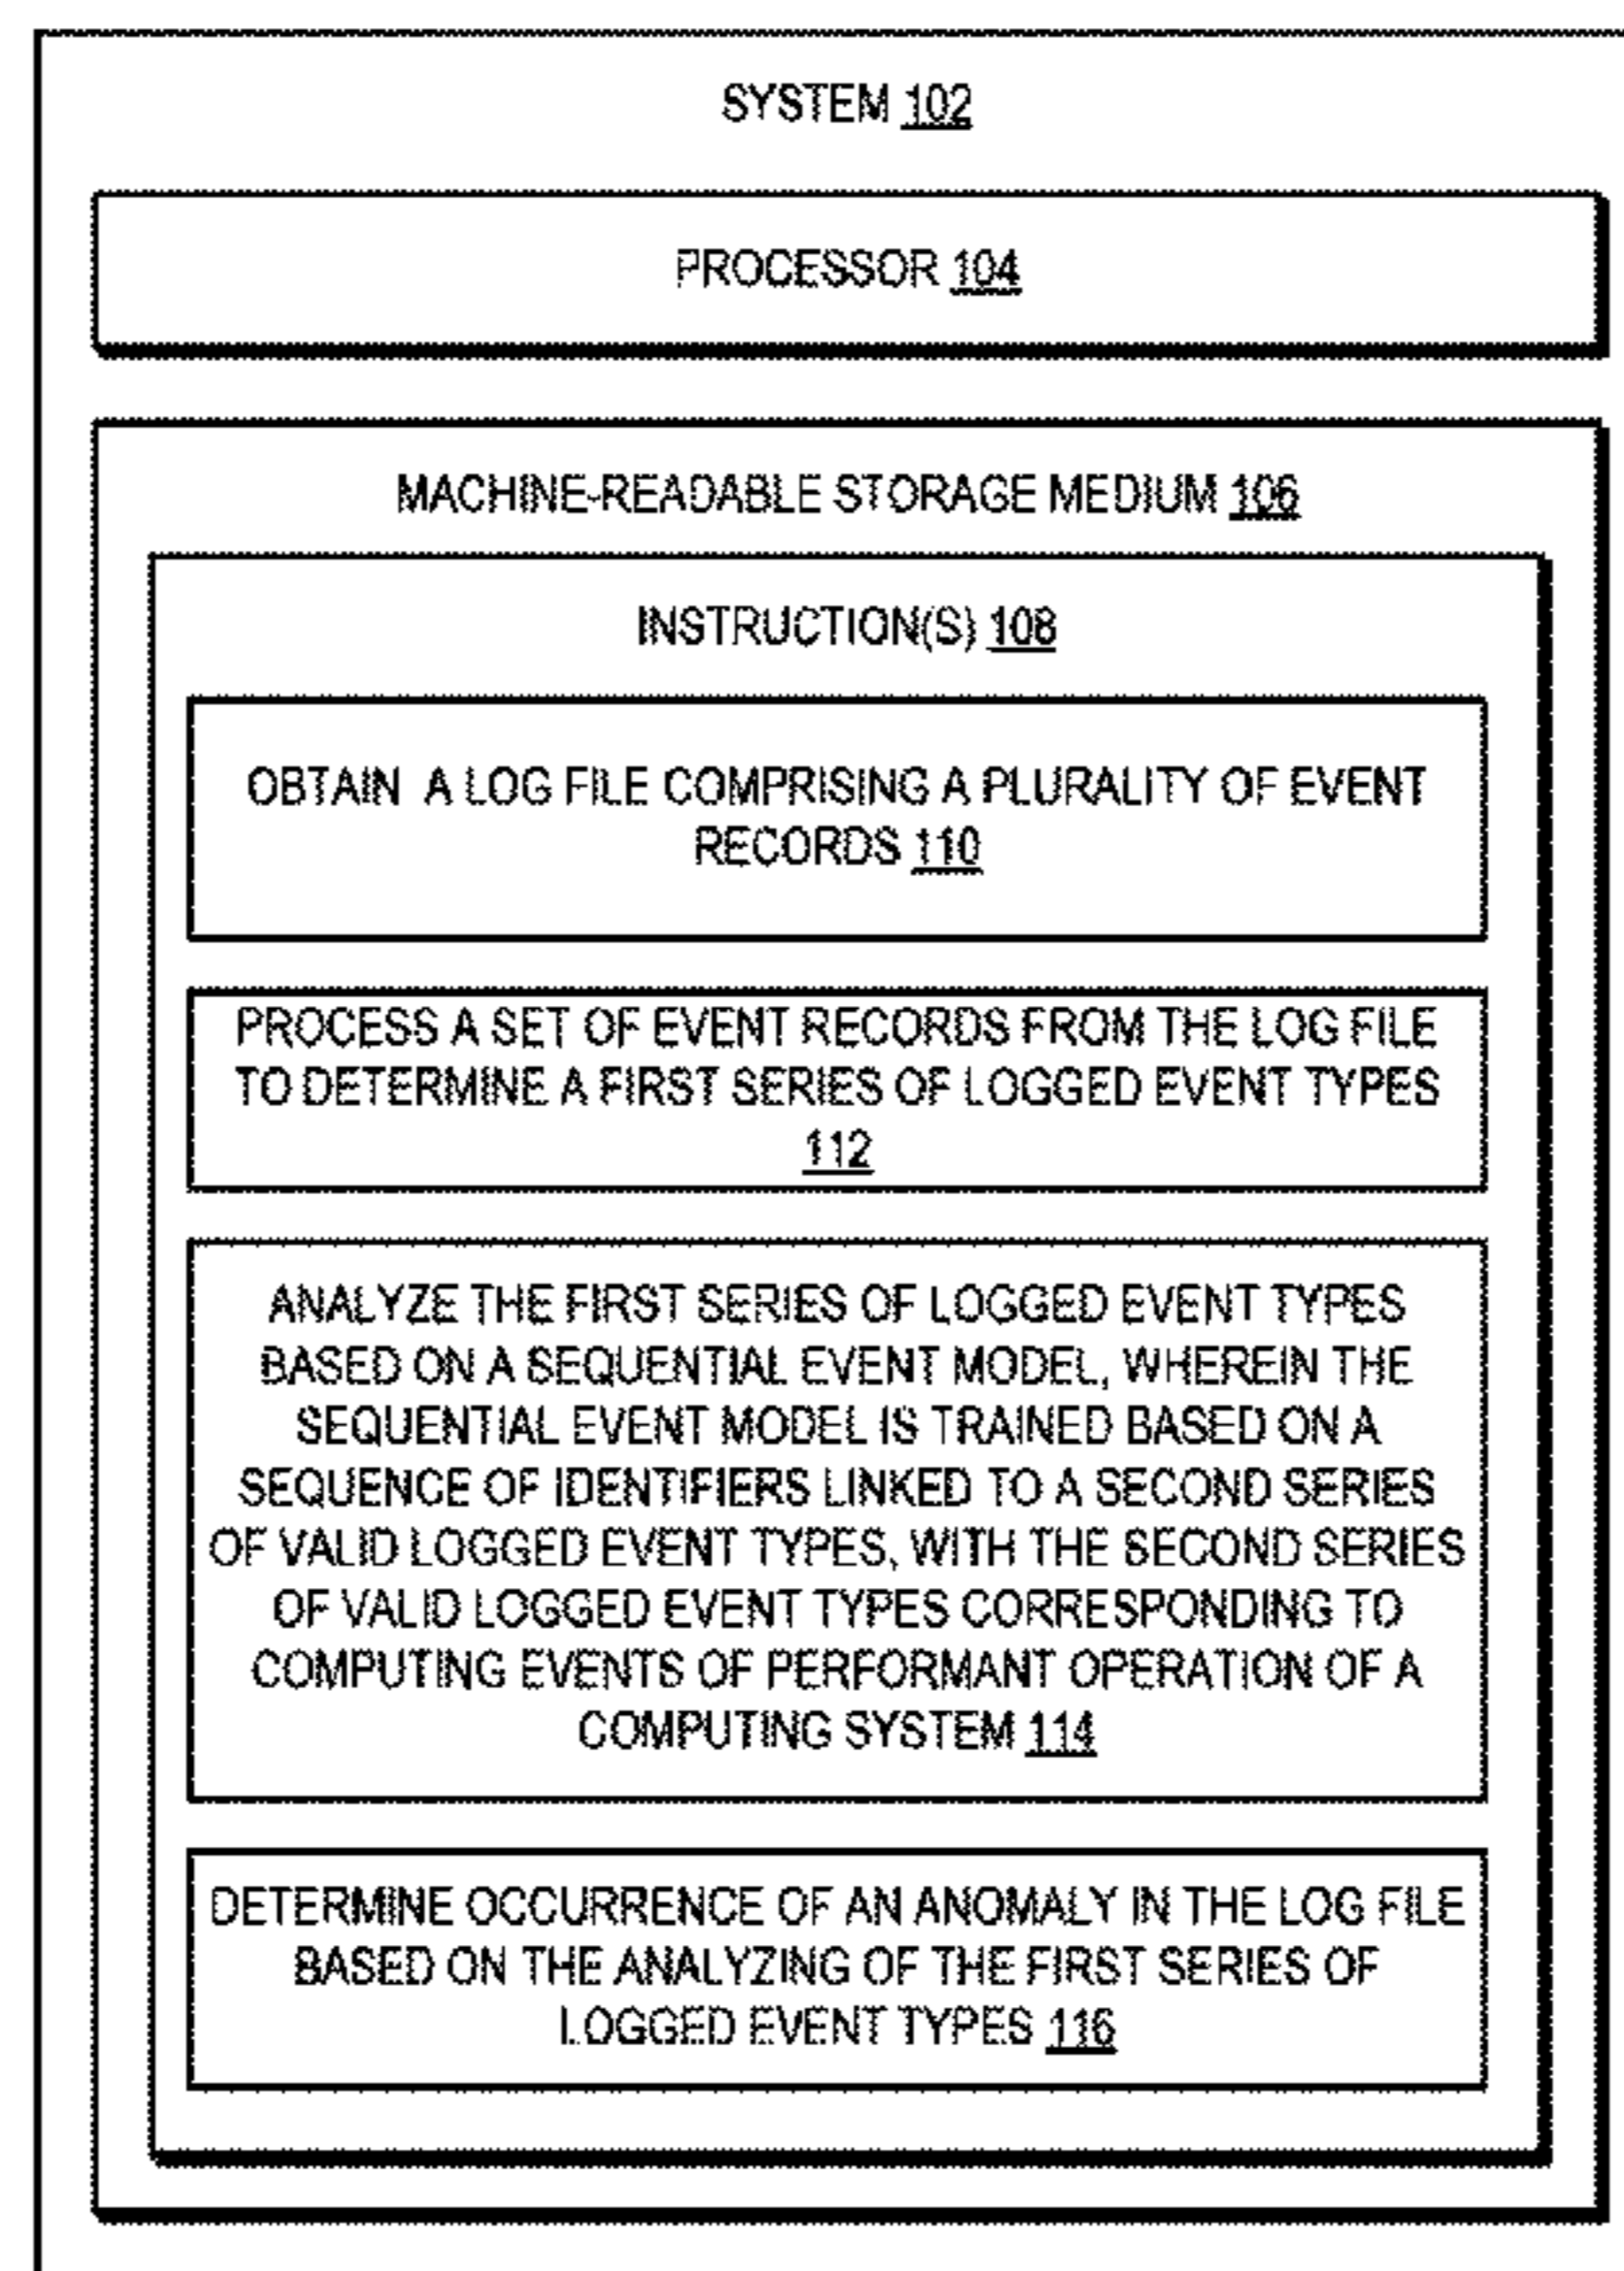 SYSTEM 102
PROCESSOR 104
MACHINE-READABLE STORAGE MEDIUM 106
INSTRUCTION(S) 108
OBTAIN A LOG FILE COMPRISING A PLURALITY OF EVENT
RECORDS 110
PROCESS A SET OF EVENT RECORDS FROM THE LOG FILE
TO DETERMINE A FIRST SERIES OF LOGGED EVENT TYPES
112
ANALYZE THE FIRST SERIES OF LOGGED EVENT TYPES
BASED ON A SEQUENTIAL EVENT MODEL, WHEREIN THE
SEQUENTIAL EVENT MODEL IS TRAINED BASED ON A
SEQUENCE OF IDENTIFIERS LINKED TO A SECOND SERIES
OF VALID LOGGED EVENT TYPES, WITH THE SECOND SERIES
OF VALID LOGGED EVENT TYPES CORRESPONDING TO
COMPUTING EVENTS OF PERFORMANT OPERATION OF A
COMPUTING SYSTEM 114
DETERMINE OCCURRENCE OF AN ANOMALY IN THE LOG FILE
BASED ON THE ANALYZING OF THE FIRST SERIES OF
LOGGED EVENT TYPES 116